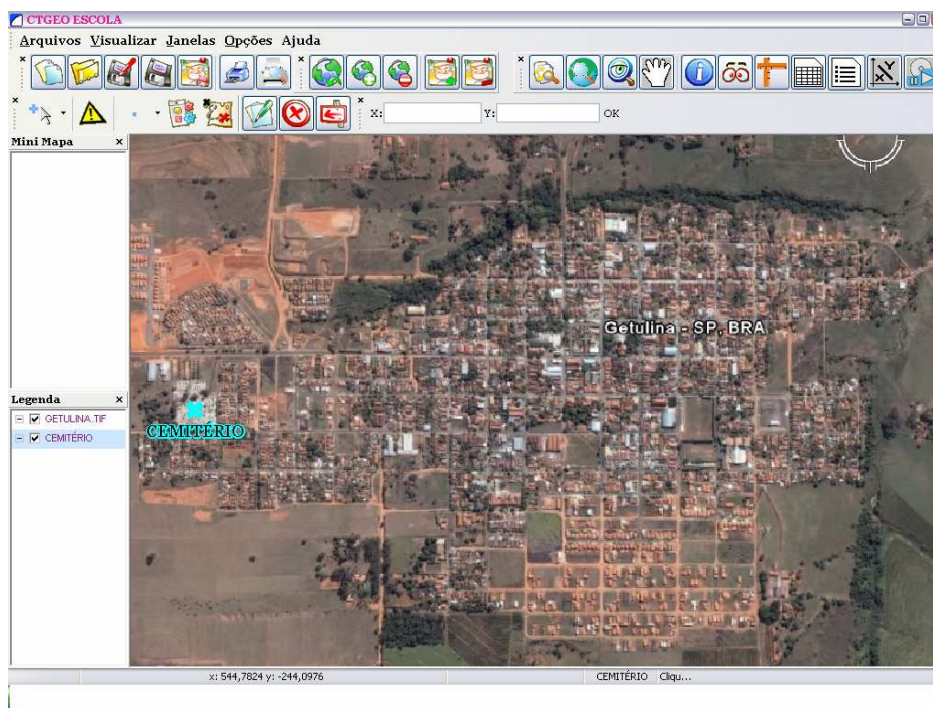 CTGEO ESCOLA
Arquivos Visualizar Janelas Opções Ajuda
X: Y: OK
Mini Mapa x
Getulina - SP, BRA
Legenda x
GETULINA.TIF
CEMITÉRIO
CEMITÉRIO
x: 544,7824 y: -244,0976 CEMITÉRIO Cliqu...